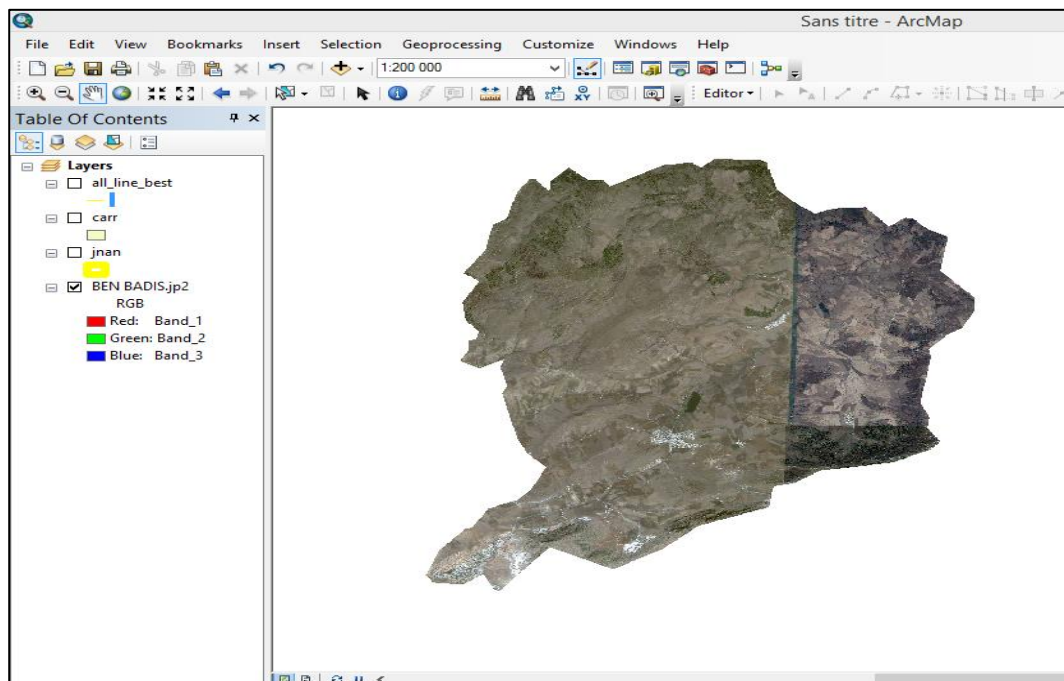 Sans titre - ArcMap
File Edit View Bookmarks Insert Selection Geoprocessing Customize Windows Help
1:200 000
Editor
Table Of Contents
Layers
all_line_best
carr
jnan
BEN BADIS.jp2
RGB
Red: Band_1
Green: Band_2
Blue: Band_3